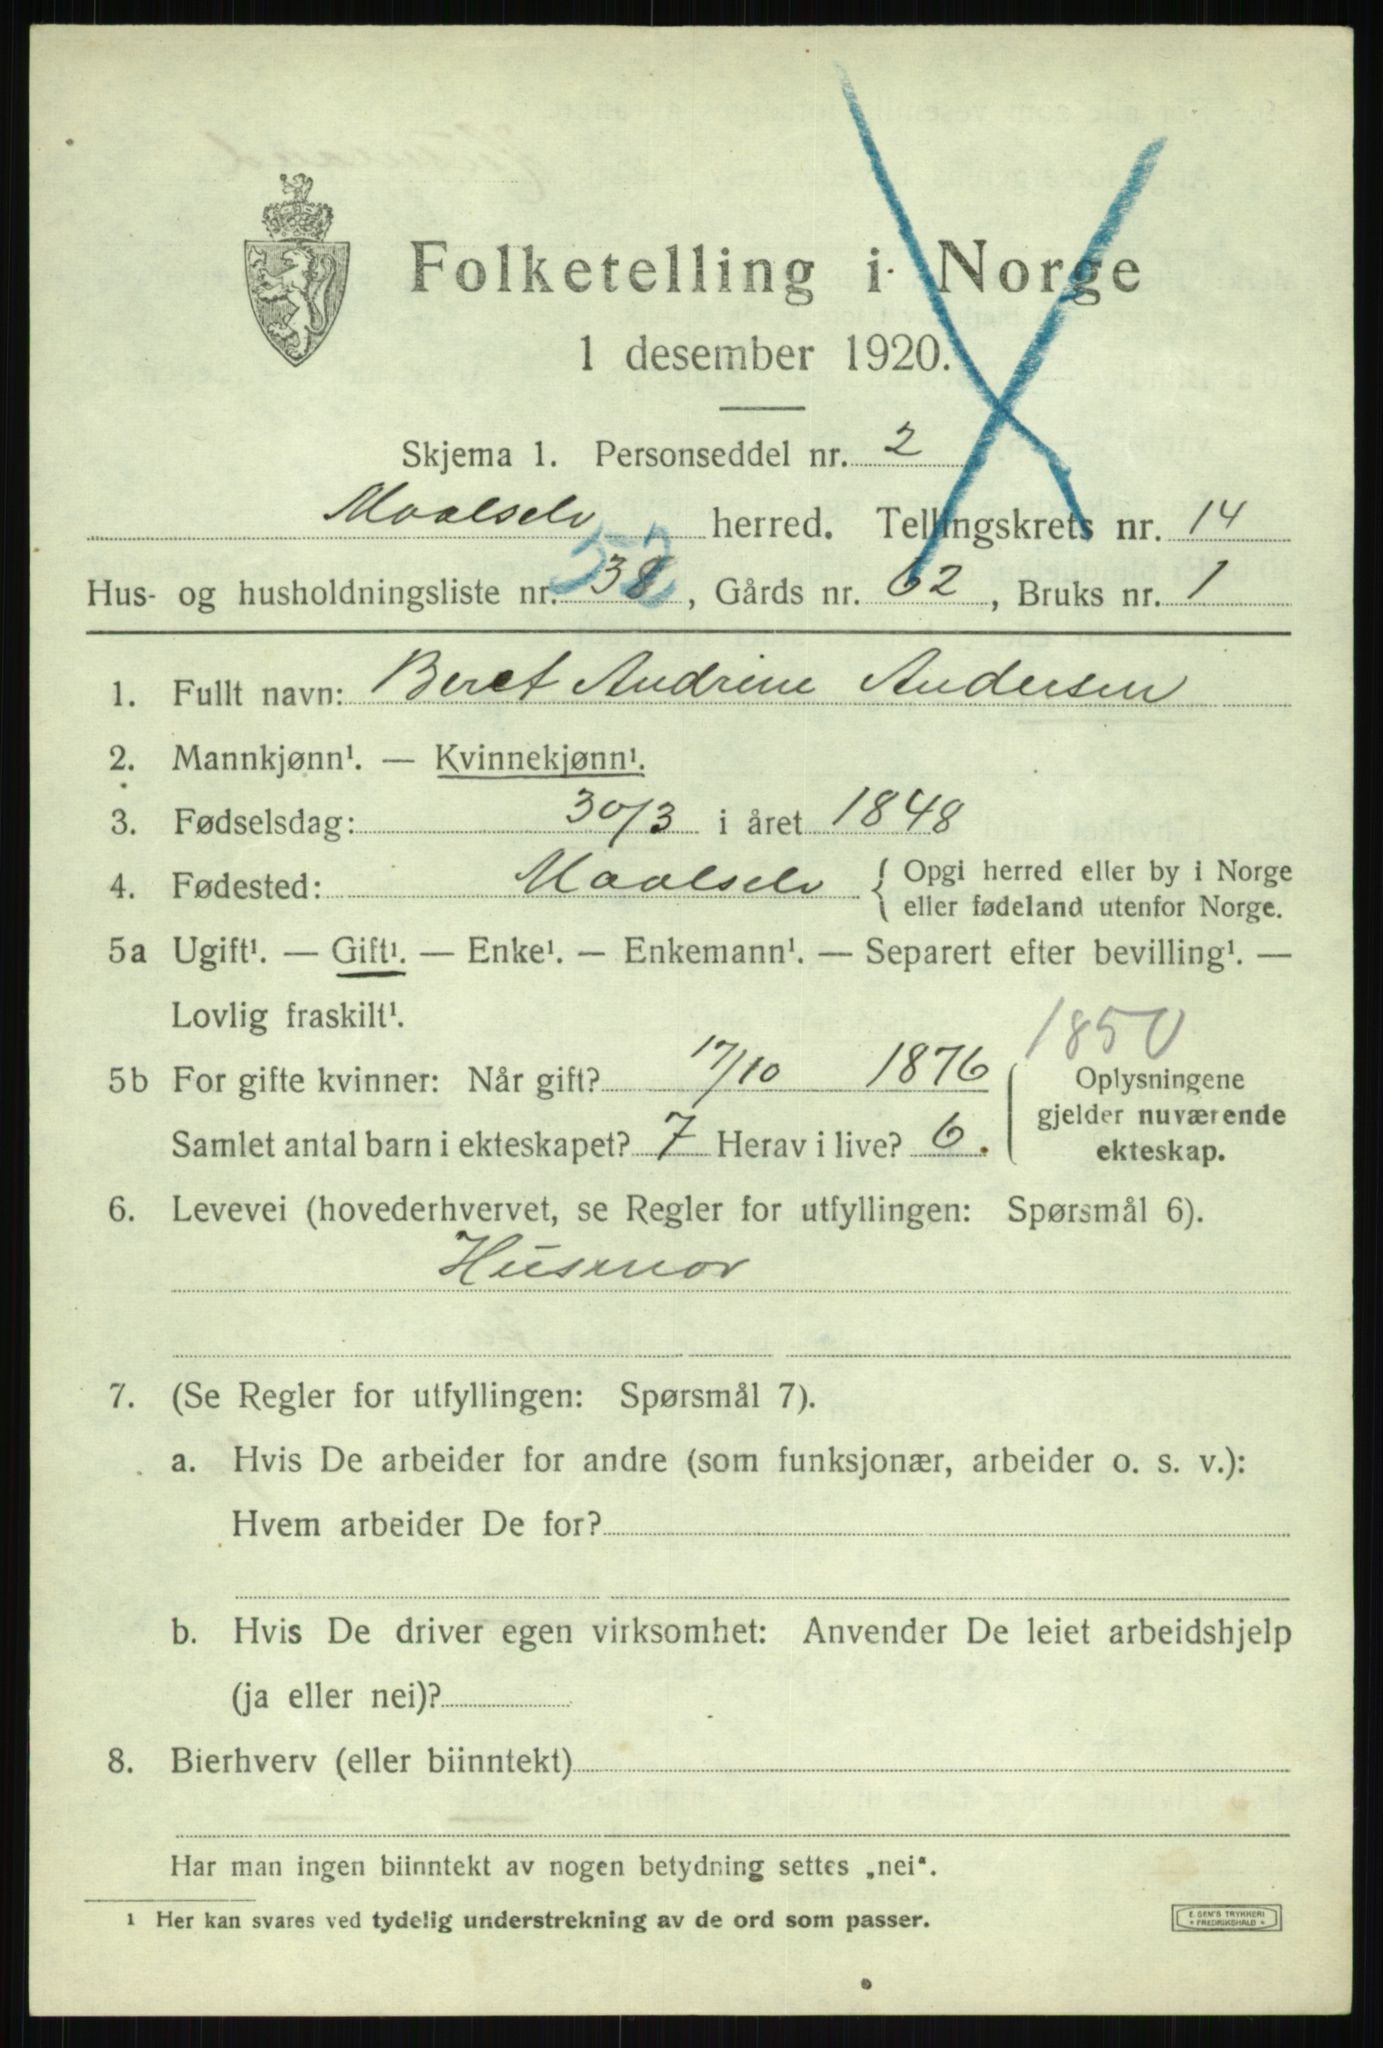 Folketelling i Norge
1 desember 1920.
Skjema 1. Personseddel nr. 2
Maalselv herred. Tellingskrets nr. 14
Hus- og husholdningsliste nr. 38 52, Gårds nr. 62, Bruks nr. 1
1. Fullt navn: Beret Andrine Andersen
2. Mannkjønn¹. — Kvinnekjønn¹.
3. Fødselsdag: 30/3 i året 1848
4. Fødested: Maalselv { Opgi herred eller by i Norge
eller fødeland utenfor Norge.
5a Ugift¹. — Gift¹. — Enke¹. — Enkemann¹. — Separert efter bevilling¹. —
Lovlig fraskilt¹.
1850
5b For gifte kvinner: Når gift? 17/10 1876
Samlet antal barn i ekteskapet? 7 Herav i live? 6.
Oplysningene
gjelder nuværende
ekteskap.
6. Levevei (hovederhvervet, se Regler for utfyllingen: Spørsmål 6).
Husmor
7. (Se Regler for utfyllingen: Spørsmål 7).
a. Hvis De arbeider for andre (som funksjonær, arbeider o. s. v.):
Hvem arbeider De for?
b. Hvis De driver egen virksomhet: Anvender De leiet arbeidshjelp
(ja eller nei)?
8. Bierhverv (eller biinntekt)
Har man ingen biinntekt av nogen betydning settes „nei“.
¹ Her kan svares ved tydelig understrekning av de ord som passer.
E. SEM'S TRYKKERI
• FREDRIKSHALD •